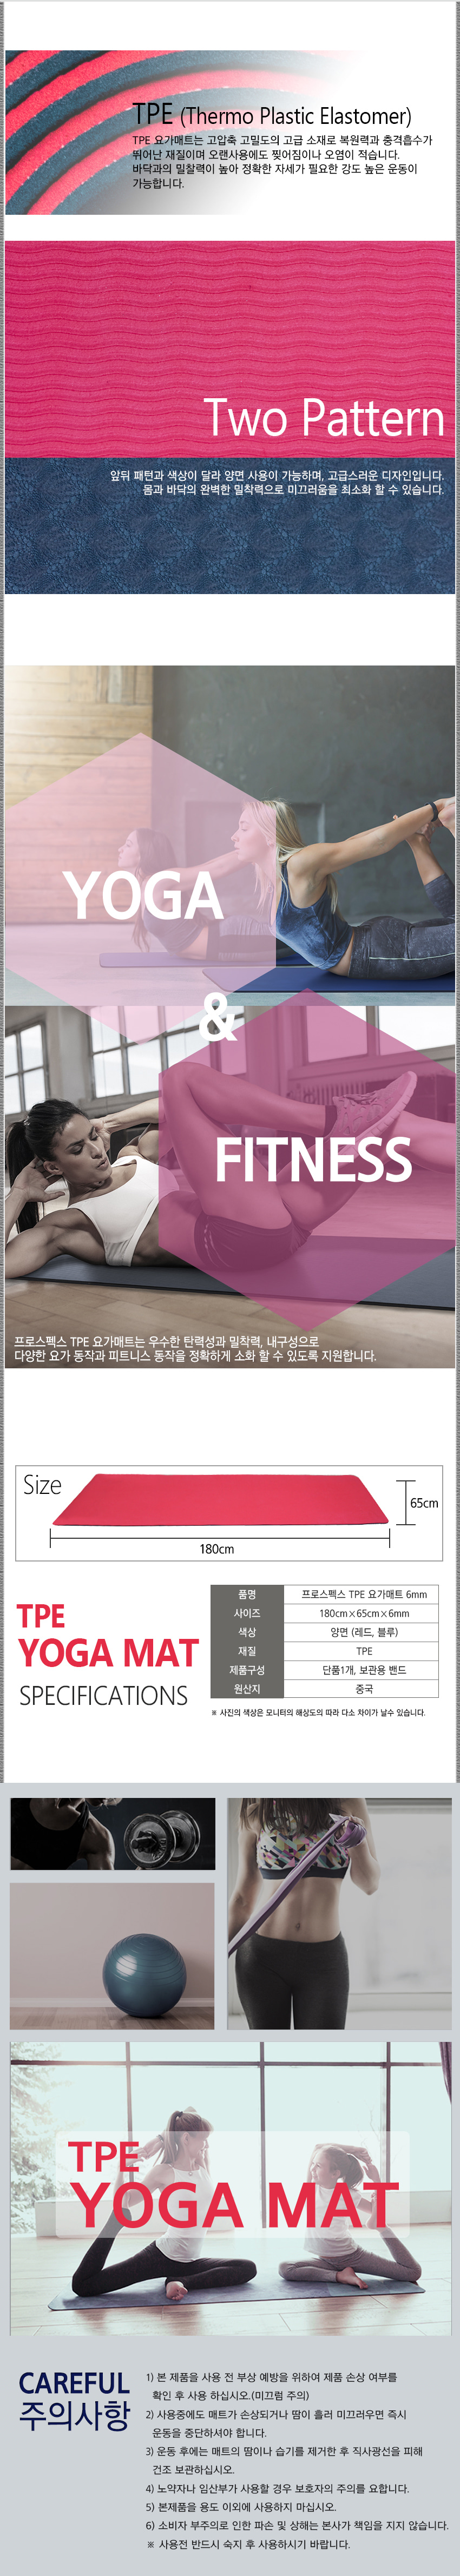 TPE (Thermo Plastic Elastomer)
TPE 요가매트는 고압축 고밀도의 고급 소재로 복원력과 충격흡수가
뛰어난 재질이며 오랜사용에도 찢어짐이나 오염이 적습니다.
바닥과의 밀찰력이 높아 정확한 자세가 필요한 강도 높은 운동이
가능합니다.
Two Pattern
앞뒤 패턴과 색상이 달라 양면 사용이 가능하며, 고급스러운 디자인입니다.
몸과 바닥의 완벽한 밀착력으로 미끄러움을 최소화 할 수 있습니다.
YOGA
&
FITNESS
프로스펙스 TPE 요가매트는 우수한 탄력성과 밀착력, 내구성으로
다양한 요가 동작과 피트니스 동작을 정확하게 소화 할 수 있도록 지원합니다.
Size
65cm
180cm
TPE
YOGA MAT
SPECIFICATIONS
품명 프로스펙스 TPE 요가매트 6mm
사이즈 180cm×65cm×6mm
색상 양면 (레드, 블루)
재질 TPE
제품구성 단품1개, 보관용 밴드
원산지 중국
※ 사진의 색상은 모니터의 해상도의 따라 다소 차이가 날수 있습니다.
TPE
YOGA MAT
CAREFUL
주의사항
1) 본 제품을 사용 전 부상 예방을 위하여 제품 손상 여부를
확인 후 사용 하십시오.(미끄럼 주의)
2) 사용중에도 매트가 손상되거나 땀이 흘러 미끄러우면 즉시
운동을 중단하셔야 합니다.
3) 운동 후에는 매트의 땀이나 습기를 제거한 후 직사광선을 피해
건조 보관하십시오.
4) 노약자나 임산부가 사용할 경우 보호자의 주의를 요합니다.
5) 본제품을 용도 이외에 사용하지 마십시오.
6) 소비자 부주의로 인한 파손 및 상해는 본사가 책임을 지지 않습니다.
※ 사용전 반드시 숙지 후 사용하시기 바랍니다.